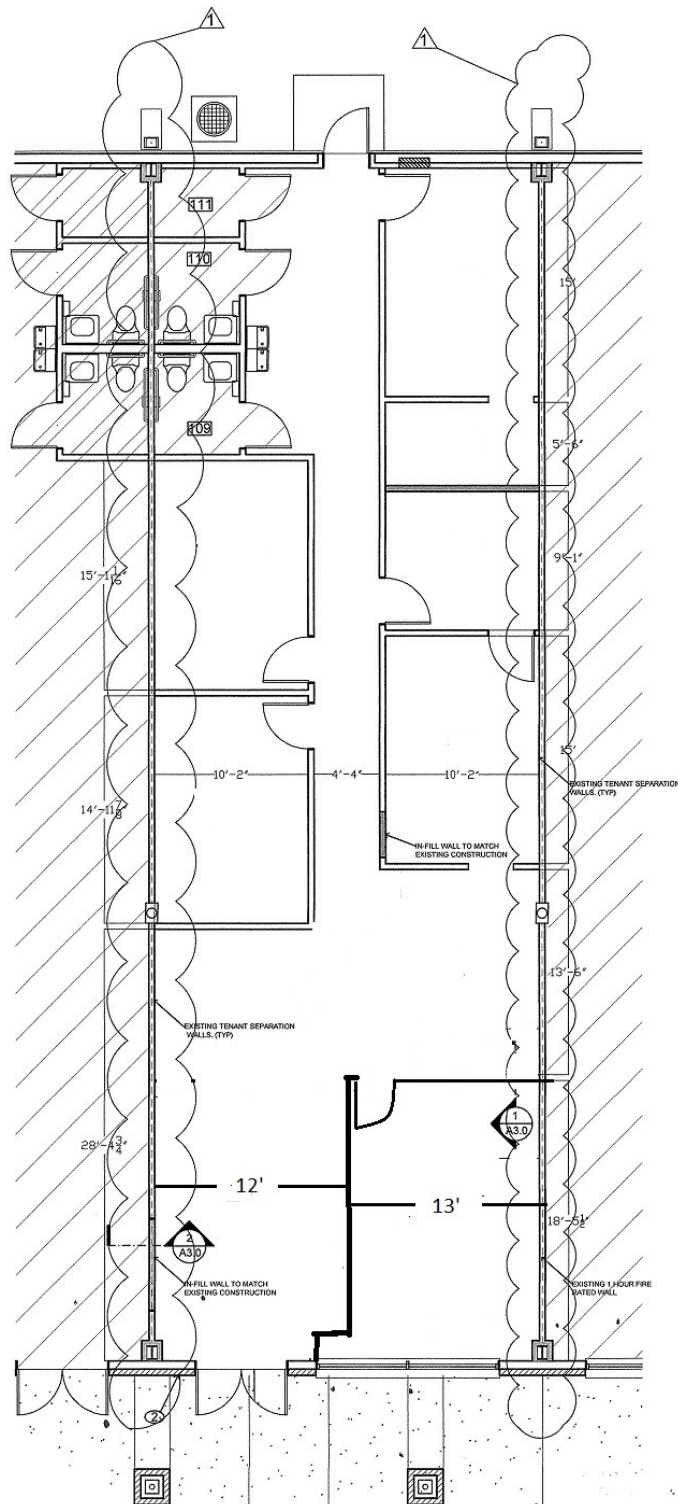 1
1
111
110
109
15'
5'-6"
15'-1 1/16"
9'-1"
10'-2"
4'-4"
10'-2"
15'
EXISTING TENANT SEPARATION
WALLS. (TYP)
14'-11 7/8"
IN-FILL WALL TO MATCH
EXISTING CONSTRUCTION
13'-6"
EXISTING TENANT SEPARATION
WALLS. (TYP)
1
A3.0
28'-4 3/4"
12'
13'
18'-5 1/2"
2
A3.0
IN-FILL WALL TO MATCH
EXISTING CONSTRUCTION
EXISTING 1 HOUR FIRE
RATED WALL
2